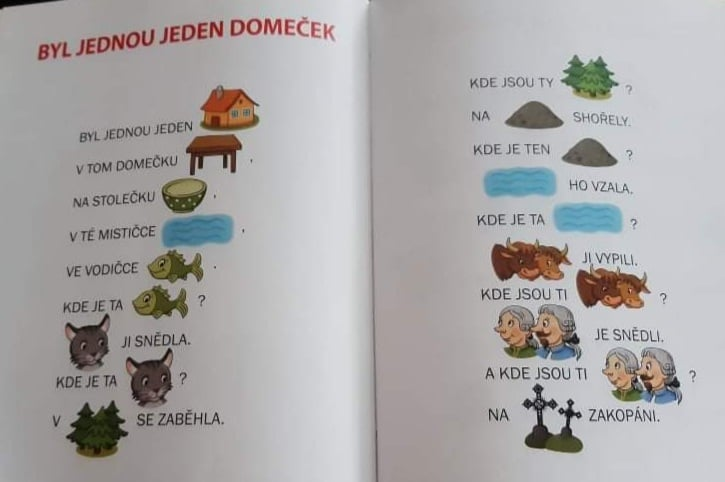 BYL JEDNOU JEDEN DOMEČEK
BYL JEDNOU JEDEN
V TOM DOMEČKU ,
NA STOLEČKU ,
V TÉ MISTIČCE ,
VE VODIČCE .
KDE JE TA ?
JI SNĚDLA.
KDE JE TA ?
V SE ZABĚHLA.
KDE JSOU TY ?
NA SHOŘELY.
KDE JE TEN ?
HO VZALA.
KDE JE TA ?
JI VYPILI.
KDE JSOU TI ?
JE SNĚDLI.
A KDE JSOU TI ?
NA ZAKOPÁNI.